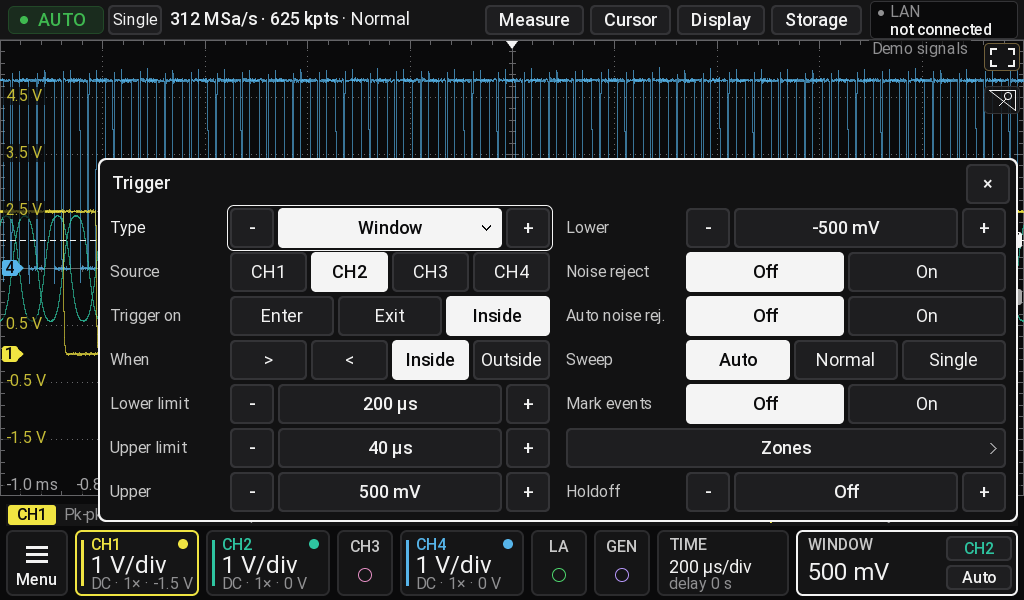 AUTO Single 312 MSa/s · 625 kpts · Normal Measure Cursor Display Storage LAN
not connected
Demo signals
4.5 V
3.5 V
2.5 V
4
0.5 V
1
-0.5 V
-1.5 V
-1.0 ms -0.8
Trigger ×
Type - Window +
Source CH1 CH2 CH3 CH4
Trigger on Enter Exit Inside
When > < Inside Outside
Lower limit - 200 µs +
Upper limit - 40 µs +
Upper - 500 mV +
Lower - -500 mV +
Noise reject Off On
Auto noise rej. Off On
Sweep Auto Normal Single
Mark events Off On
Zones
Holdoff - Off +
CH1 Pk-pk
Menu
CH1
1 V/div
DC · 1× · -1.5 V
CH2
1 V/div
DC · 1× · 0 V
CH3
CH4
1 V/div
DC · 1× · 0 V
LA
GEN
TIME
200 µs/div
delay 0 s
WINDOW CH2
500 mV Auto